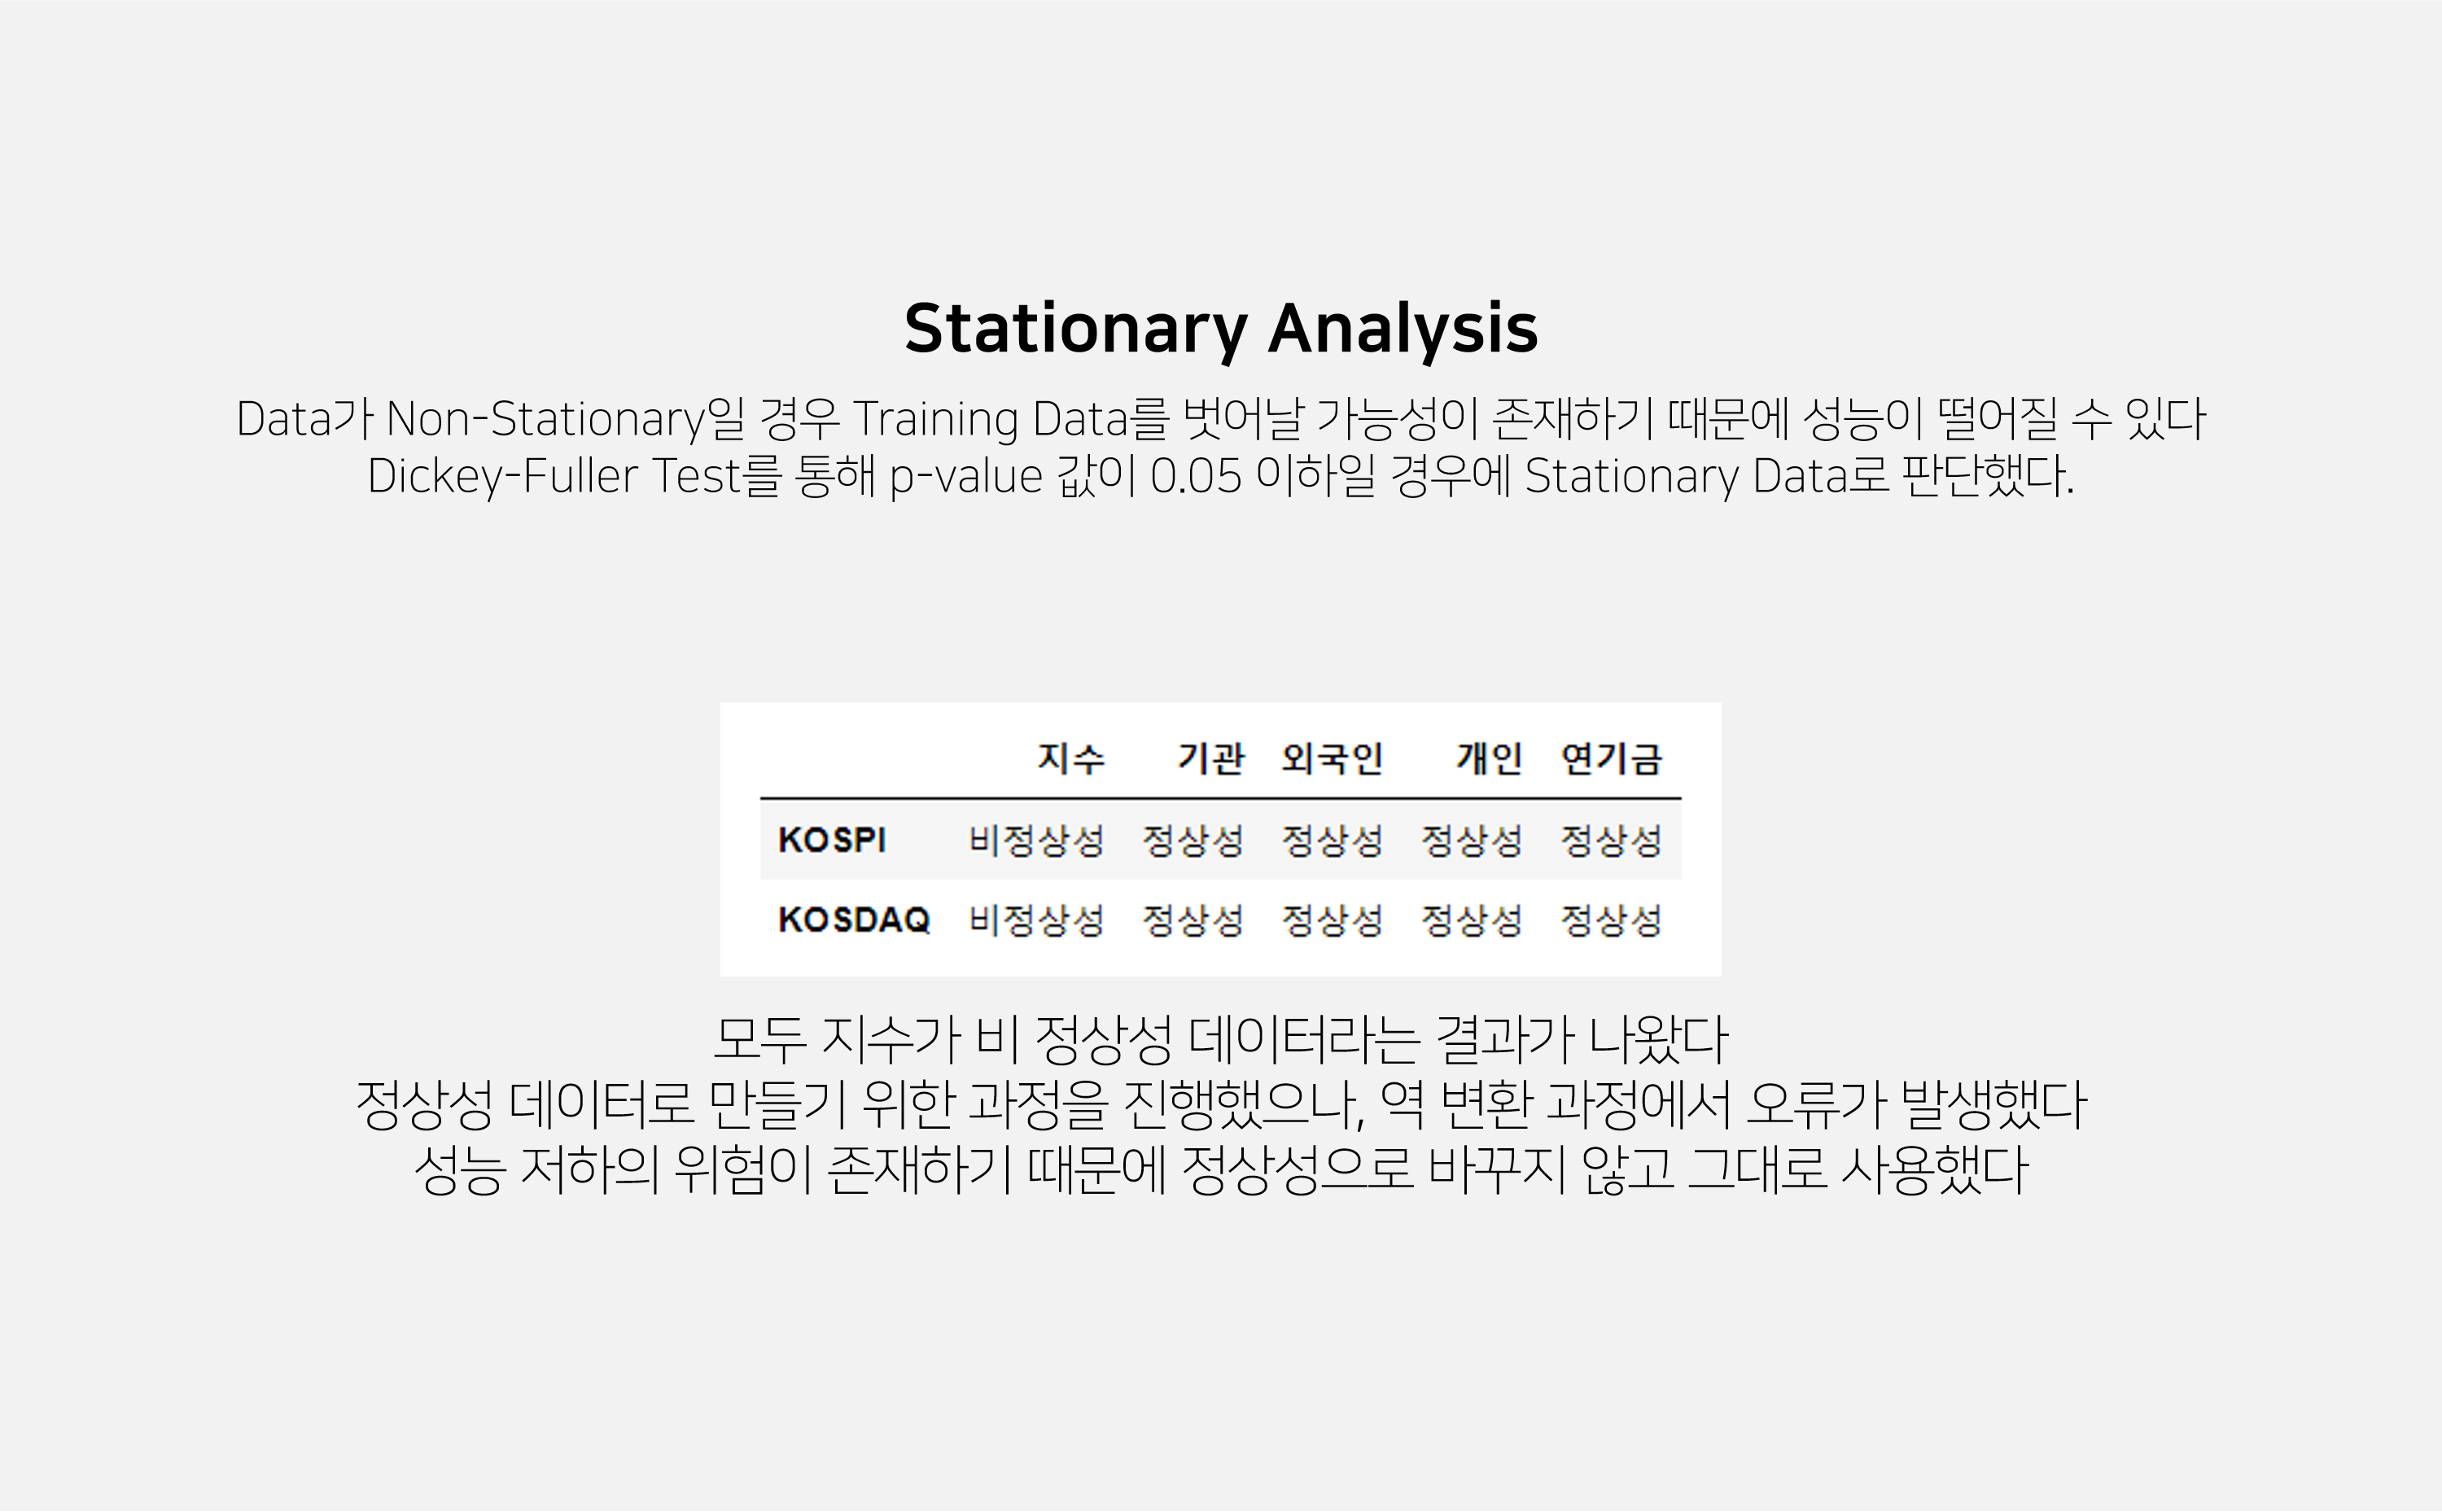 Stationary Analysis
Data가 Non-Stationary일 경우 Training Data를 벗어날 가능성이 존재하기 때문에 성능이 떨어질 수 있다
Dickey-Fuller Test를 통해 p-value 값이 0.05 이하일 경우에 Stationary Data로 판단했다.
지수 기관 외국인 개인 연기금
KOSPI 비정상성 정상성 정상성 정상성 정상성
KOSDAQ 비정상성 정상성 정상성 정상성 정상성
모두 지수가 비 정상성 데이터라는 결과가 나왔다
정상성 데이터로 만들기 위한 과정을 진행했으나, 역 변환 과정에서 오류가 발생했다
성능 저하의 위험이 존재하기 때문에 정상성으로 바꾸지 않고 그대로 사용했다